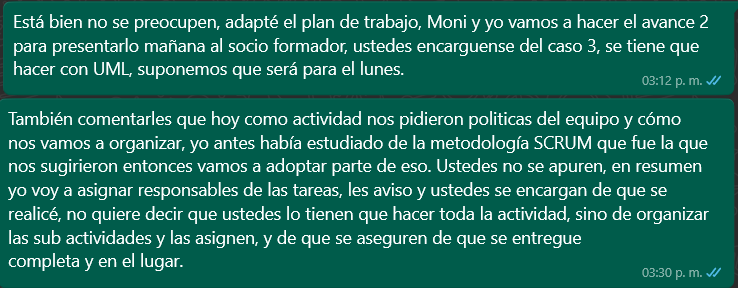 Está bien no se preocupen, adapté el plan de trabajo, Moni y yo vamos a hacer el avance 2
para presentarlo mañana al socio formador, ustedes encarguense del caso 3, se tiene que
hacer con UML, suponemos que será para el lunes.
03:12 p. m.
También comentarles que hoy como actividad nos pidieron politicas del equipo y cómo
nos vamos a organizar, yo antes había estudiado de la metodología SCRUM que fue la que
nos sugirieron entonces vamos a adoptar parte de eso. Ustedes no se apuren, en resumen
yo voy a asignar responsables de las tareas, les aviso y ustedes se encargan de que se
realicé, no quiere decir que ustedes lo tienen que hacer toda la actividad, sino de organizar
las sub actividades y las asignen, y de que se aseguren de que se entregue
completa y en el lugar.
03:30 p. m.